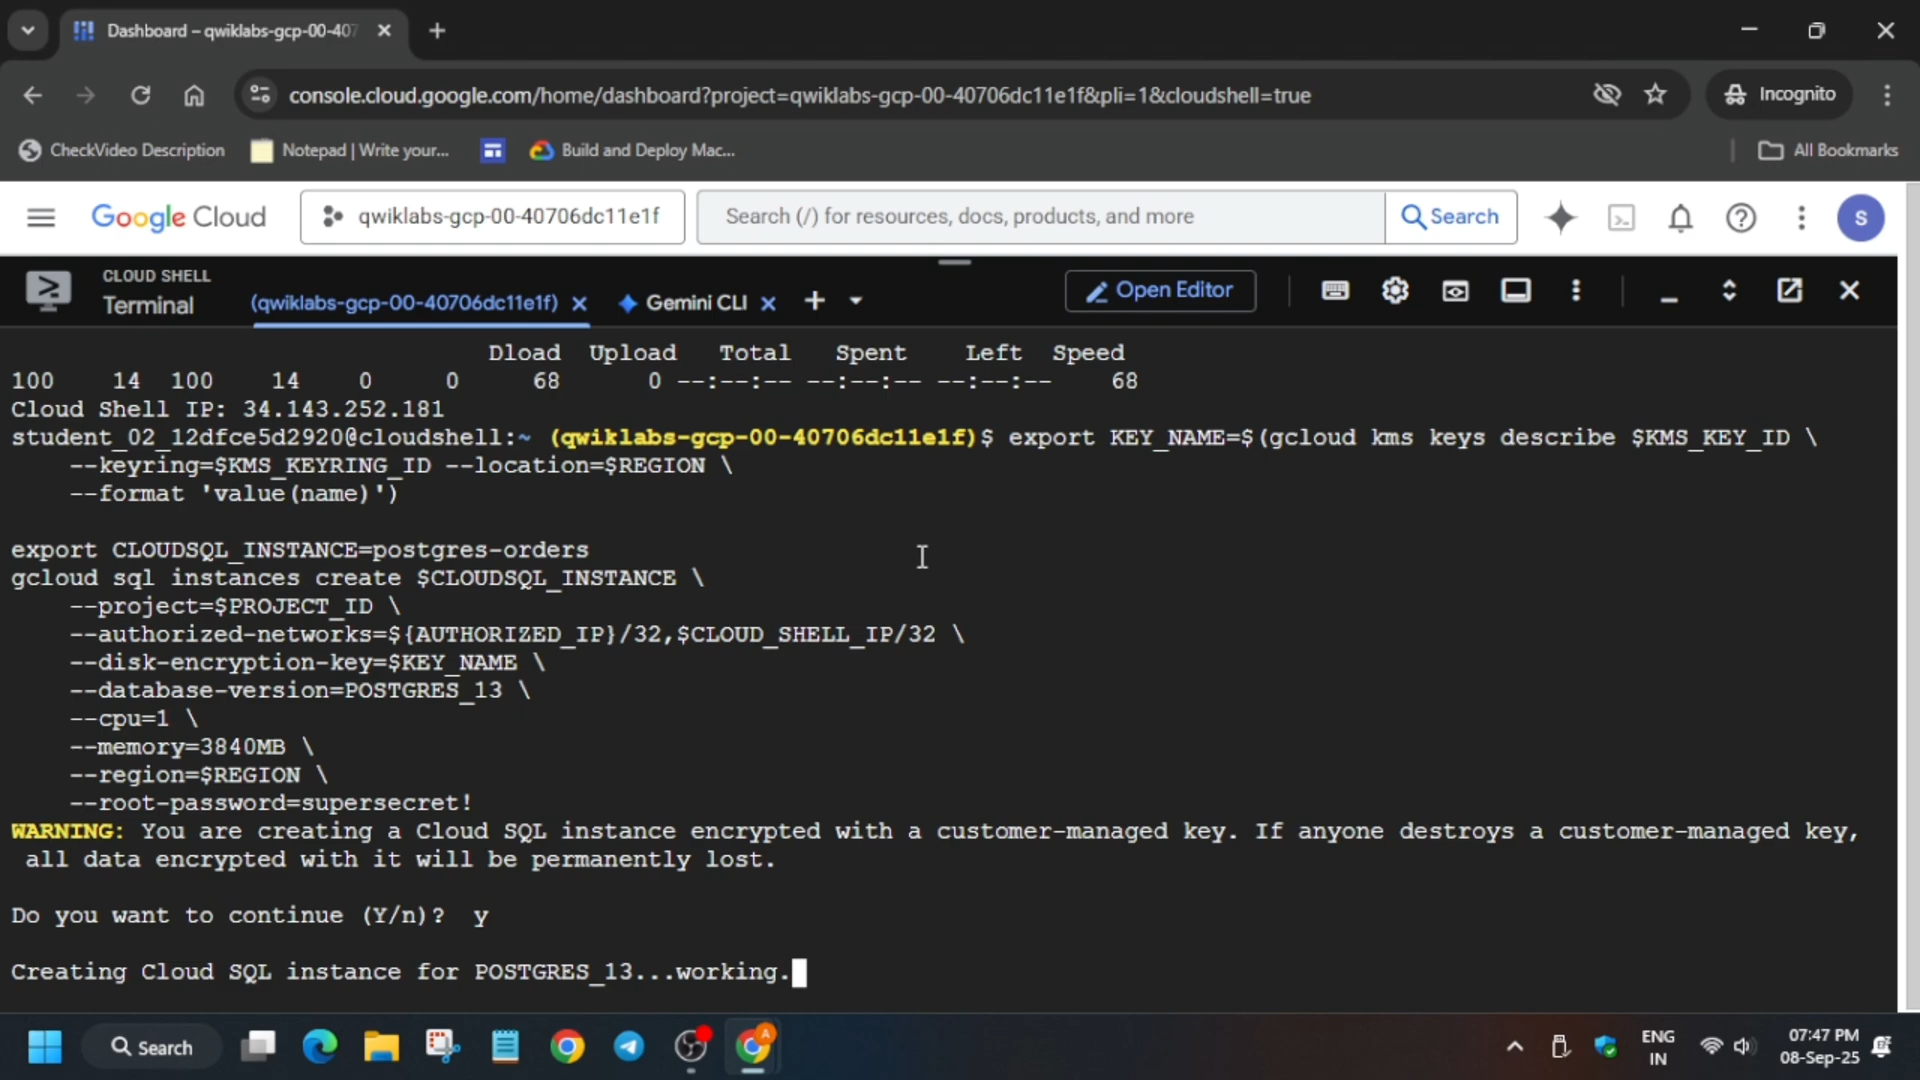 Dashboard – qwiklabs-gcp-00-407
console.cloud.google.com/home/dashboard?project=qwiklabs-gcp-00-40706dc11e1f&pli=1&cloudshell=true
Incognito
CheckVideo Description
Notepad | Write your...
Build and Deploy Mac...
All Bookmarks
Google Cloud
qwiklabs-gcp-00-40706dc11e1f
Search (/) for resources, docs, products, and more
Search
S
CLOUD SHELL
Terminal
(qwiklabs-gcp-00-40706dc11e1f)
Gemini CLI
Open Editor
Dload  Upload   Total   Spent    Left  Speed
100    14  100    14    0     0     68      0 --:--:-- --:--:-- --:--:--    68
Cloud Shell IP: 34.143.252.181
student_02_12dfce5d2920@cloudshell:~ (qwiklabs-gcp-00-40706dc11e1f)$ export KEY_NAME=$(gcloud kms keys describe $KMS_KEY_ID \
    --keyring=$KMS_KEYRING_ID --location=$REGION \
    --format 'value(name)')
export CLOUDSQL_INSTANCE=postgres-orders
gcloud sql instances create $CLOUDSQL_INSTANCE \
    --project=$PROJECT_ID \
    --authorized-networks=${AUTHORIZED_IP}/32,$CLOUD_SHELL_IP/32 \
    --disk-encryption-key=$KEY_NAME \
    --database-version=POSTGRES_13 \
    --cpu=1 \
    --memory=3840MB \
    --region=$REGION \
    --root-password=supersecret!
WARNING: You are creating a Cloud SQL instance encrypted with a customer-managed key. If anyone destroys a customer-managed key,
 all data encrypted with it will be permanently lost.
Do you want to continue (Y/n)?  y
Creating Cloud SQL instance for POSTGRES_13...working.
Search
ENG
IN
07:47 PM
08-Sep-25